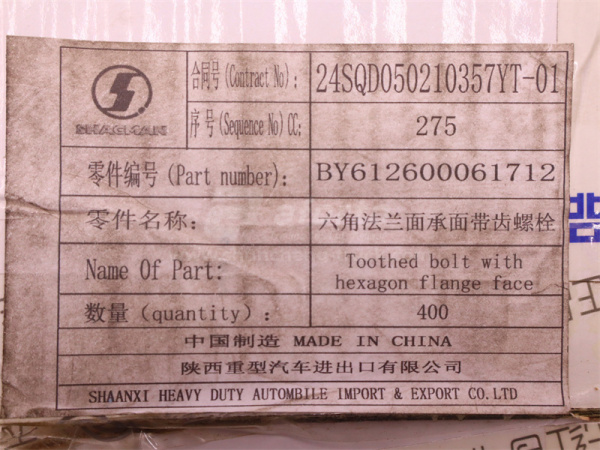 SHACMAN
合同号(Contract No): 24SQD050210357YT-01
序号(Sequence No)CC: 275
零件编号(Part number): BY612600061712
零件名称: 六角法兰面承面带齿螺栓
Name Of Part: Toothed bolt with
hexagon flange face
数量(quantity): 400
中国制造 MADE IN CHINA
陕西重型汽车进出口有限公司
SHAANXI HEAVY DUTY AUTOMBILE IMPORT & EXPORT CO.LTD